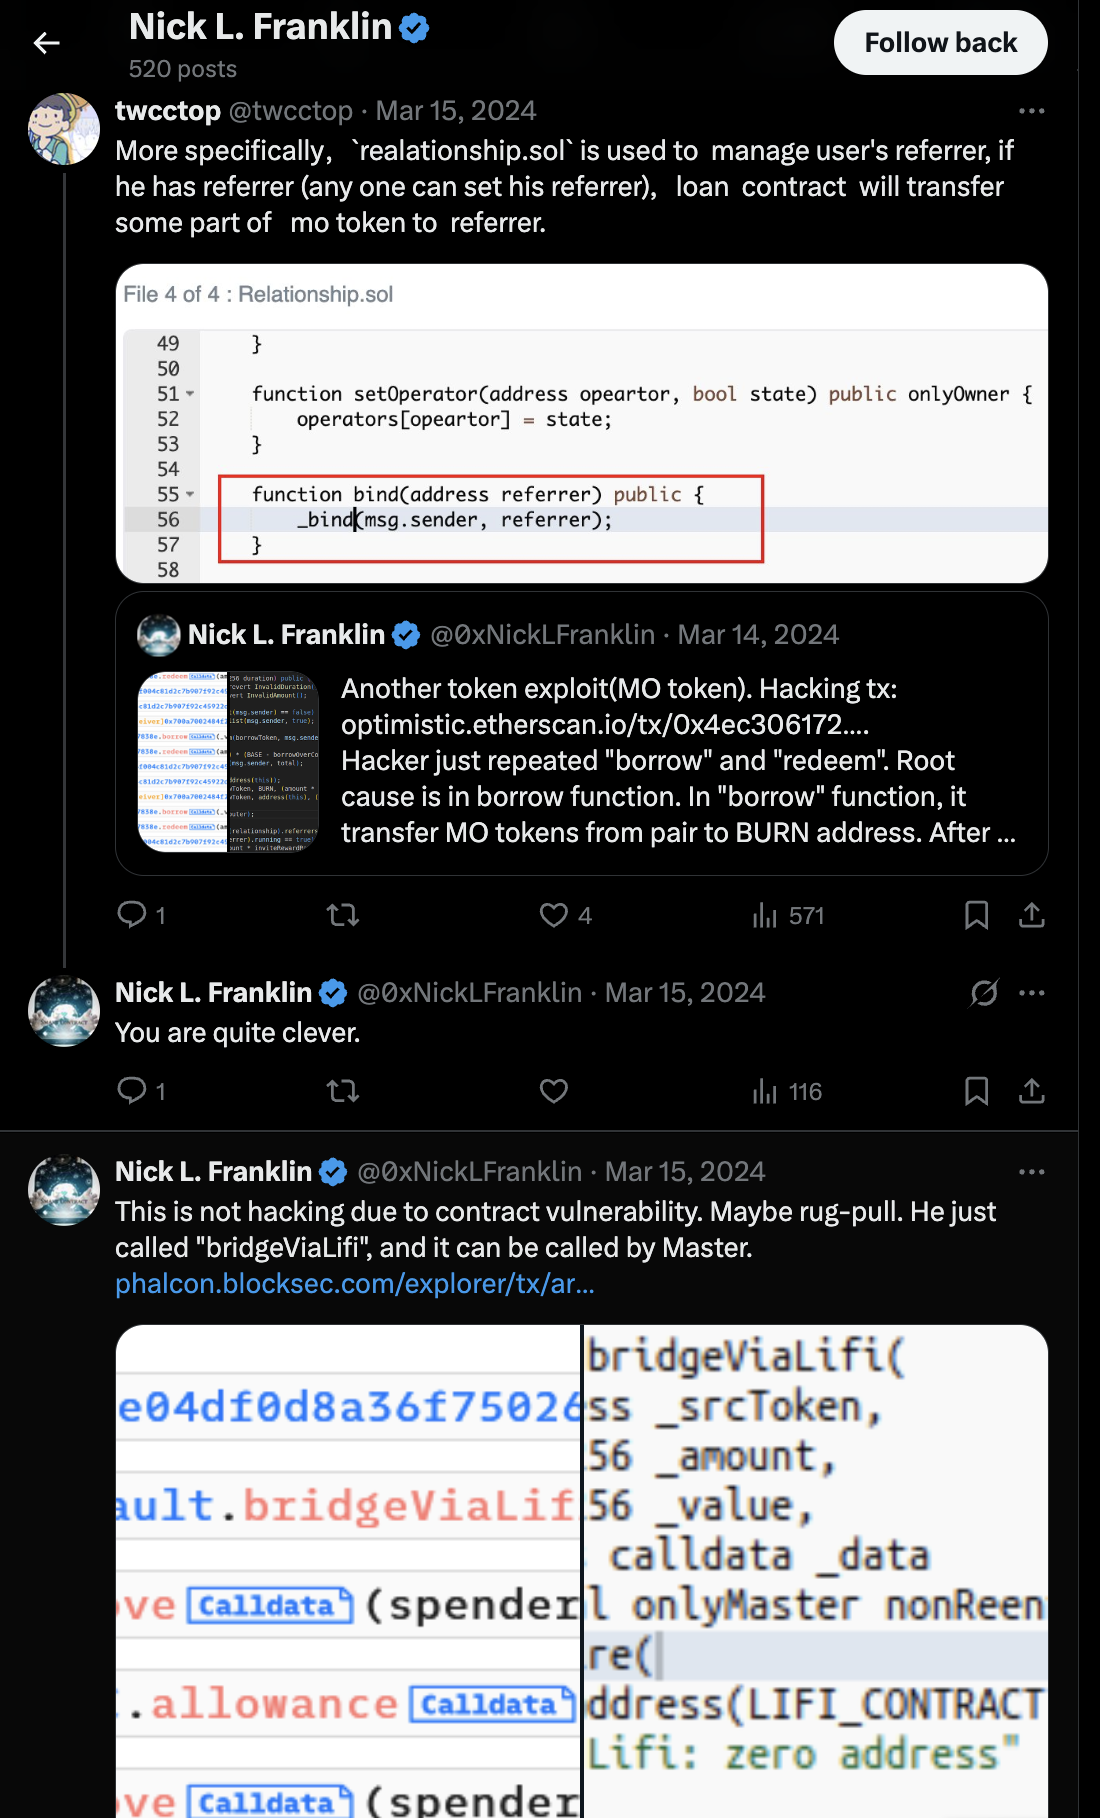 Nick L. Franklin
520 posts
Follow back
twcctop @twcctop · Mar 15, 2024
More specifically, `realationship.sol` is used to manage user's referrer, if
he has referrer (any one can set his referrer), loan contract will transfer
some part of mo token to referrer.
File 4 of 4 : Relationship.sol
49 }
50
51 function setOperator(address opeartor, bool state) public onlyOwner {
52 operators[opeartor] = state;
53 }
54
55 function bind(address referrer) public {
56 _bind(msg.sender, referrer);
57 }
58
Nick L. Franklin @0xNickLFranklin · Mar 14, 2024
Another token exploit(MO token). Hacking tx:
optimistic.etherscan.io/tx/0x4ec306172....
Hacker just repeated "borrow" and "redeem". Root
cause is in borrow function. In "borrow" function, it
transfer MO tokens from pair to BURN address. After ...
1 4 571
Nick L. Franklin @0xNickLFranklin · Mar 15, 2024
You are quite clever.
1 116
Nick L. Franklin @0xNickLFranklin · Mar 15, 2024
This is not hacking due to contract vulnerability. Maybe rug-pull. He just
called "bridgeViaLifi", and it can be called by Master.
phalcon.blocksec.com/explorer/tx/ar...
e04df0d8a36f75026
ault.bridgeViaLif
ve Calldata (spender
.allowance Calldata
ve Calldata (spender
bridgeViaLifi(
ss _srcToken,
56 _amount,
56 _value,
calldata _data
l onlyMaster nonReen
re(
ddress(LIFI_CONTRACT
Lifi: zero address"